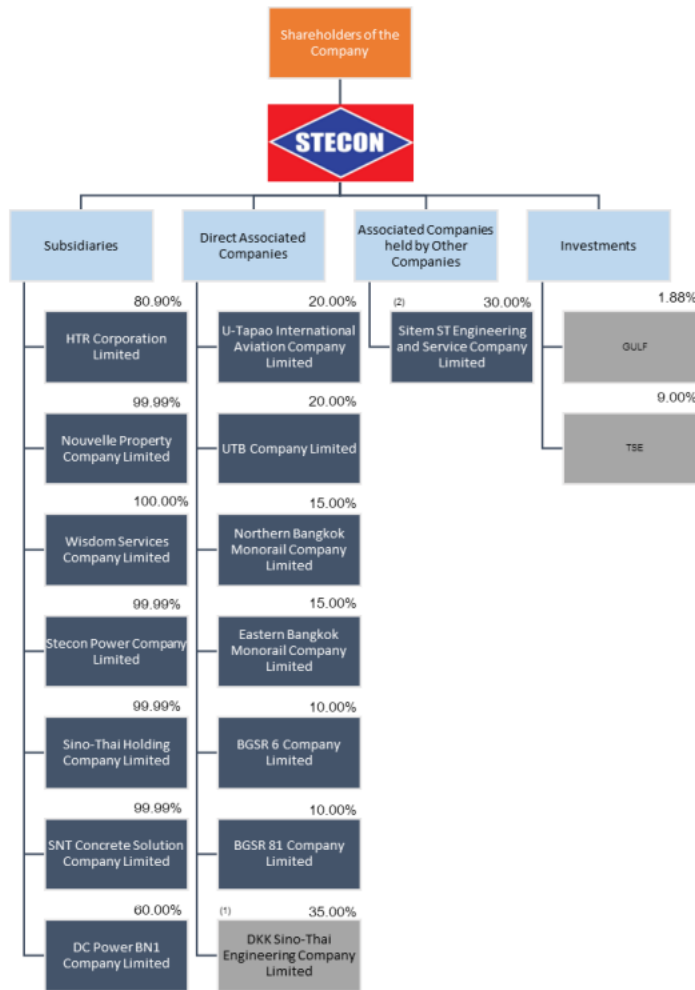 Shareholders of the
Company
STECON
Subsidiaries
Direct Associated
Companies
Associated Companies
held by Other
Companies
Investments
80.90%
HTR Corporation
Limited
99.99%
Nouvelle Property
Company Limited
100.00%
Wisdom Services
Company Limited
99.99%
Stecon Power Company
Limited
99.99%
Sino-Thai Holding
Company Limited
99.99%
SNT Concrete Solution
Company Limited
60.00%
DC Power BN1
Company Limited
20.00%
U-Tapao International
Aviation Company
Limited
20.00%
UTB Company Limited
15.00%
Northern Bangkok
Monorail Company
Limited
15.00%
Eastern Bangkok
Monorail Company
Limited
10.00%
BGSR 6 Company
Limited
10.00%
BGSR 81 Company
Limited
(1) 35.00%
DKK Sino-Thai
Engineering Company
Limited
(2) 30.00%
Sitem ST Engineering
and Service Company
Limited
1.88%
GULF
9.00%
TSE